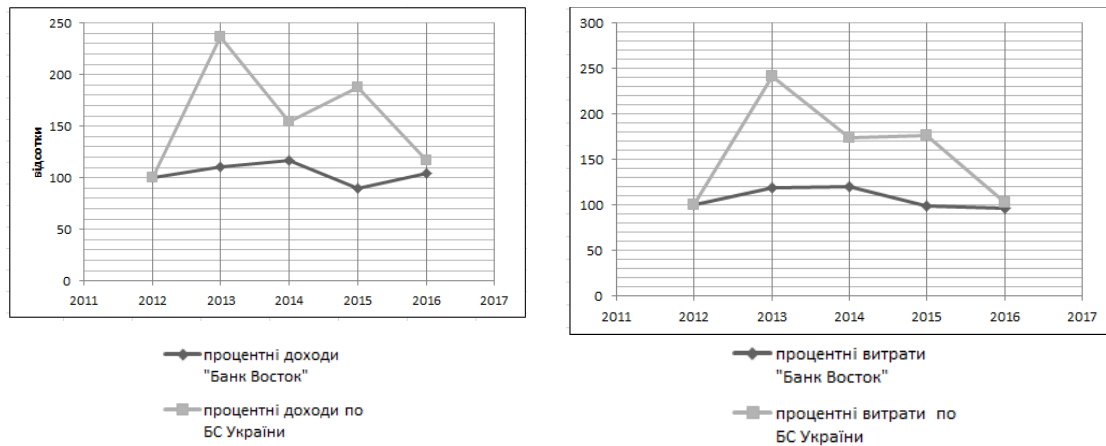 250
200
150
100
50
0
відсотки
2011 2012 2013 2014 2015 2016 2017
процентні доходи
"Банк Восток"
процентні доходи по
БС України
300
250
200
150
100
50
0
2011 2012 2013 2014 2015 2016 2017
процентні витрати
"Банк Восток"
процентні витрати по
БС України